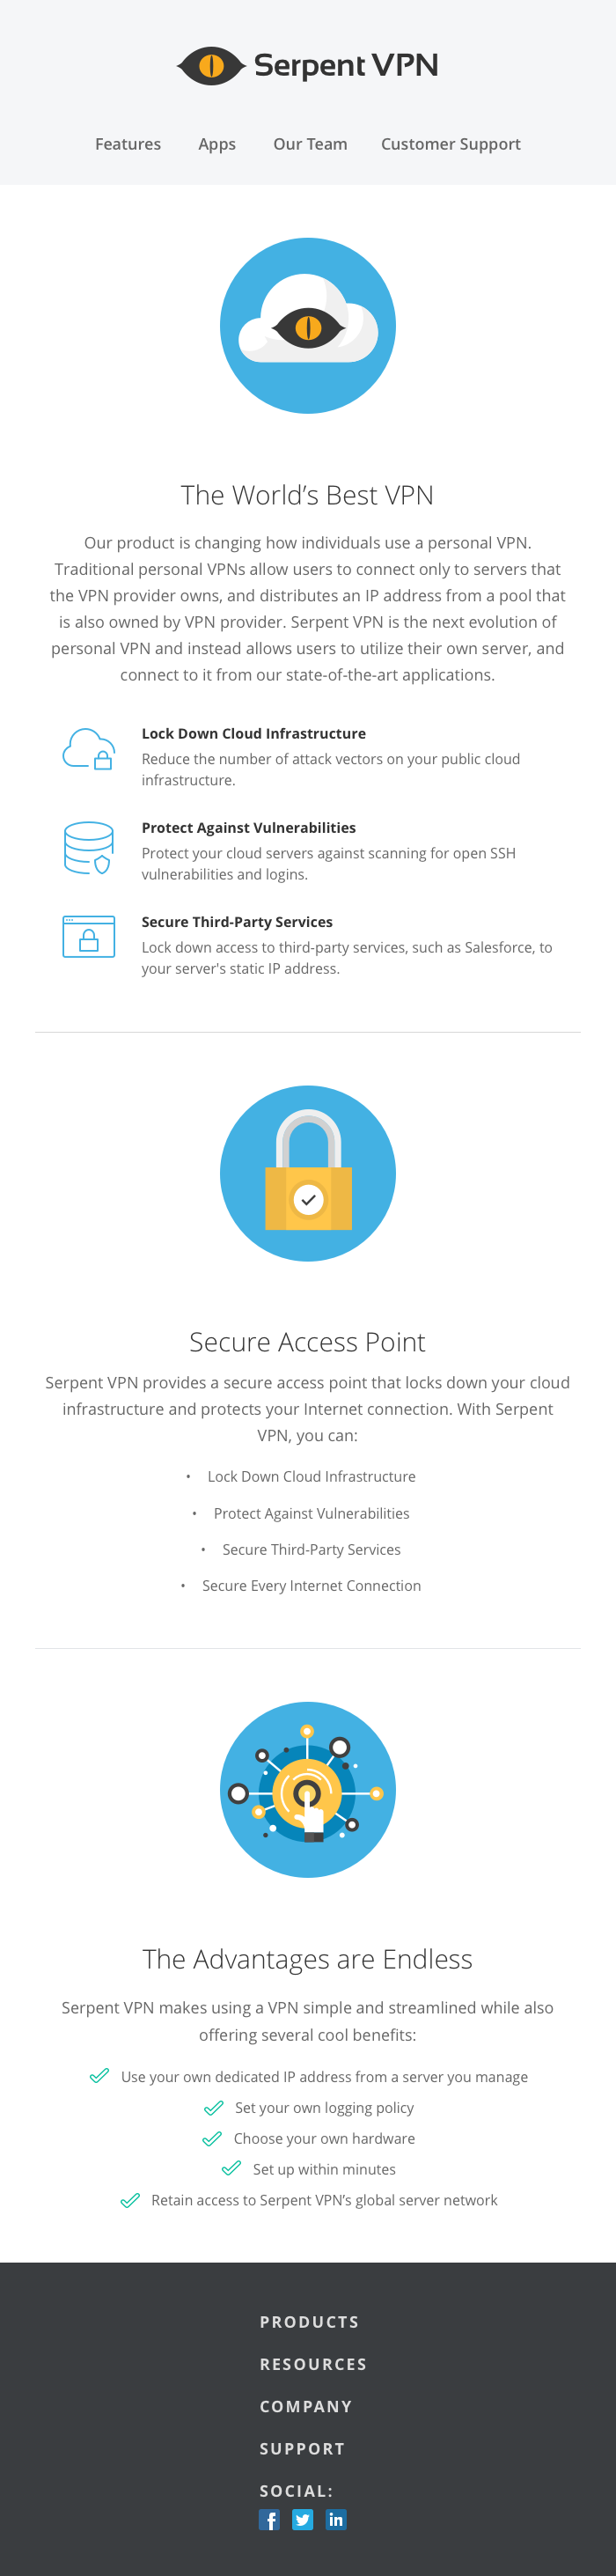 Serpent VPN
Features Apps Our Team Customer Support
The World’s Best VPN
Our product is changing how individuals use a personal VPN.
Traditional personal VPNs allow users to connect only to servers that
the VPN provider owns, and distributes an IP address from a pool that
is also owned by VPN provider. Serpent VPN is the next evolution of
personal VPN and instead allows users to utilize their own server, and
connect to it from our state-of-the-art applications.
Lock Down Cloud Infrastructure
Reduce the number of attack vectors on your public cloud
infrastructure.
Protect Against Vulnerabilities
Protect your cloud servers against scanning for open SSH
vulnerabilities and logins.
Secure Third-Party Services
Lock down access to third-party services, such as Salesforce, to
your server's static IP address.
Secure Access Point
Serpent VPN provides a secure access point that locks down your cloud
infrastructure and protects your Internet connection. With Serpent
VPN, you can:
• Lock Down Cloud Infrastructure
• Protect Against Vulnerabilities
• Secure Third-Party Services
• Secure Every Internet Connection
The Advantages are Endless
Serpent VPN makes using a VPN simple and streamlined while also
offering several cool benefits:
Use your own dedicated IP address from a server you manage
Set your own logging policy
Choose your own hardware
Set up within minutes
Retain access to Serpent VPN’s global server network
PRODUCTS
RESOURCES
COMPANY
SUPPORT
SOCIAL:
f in